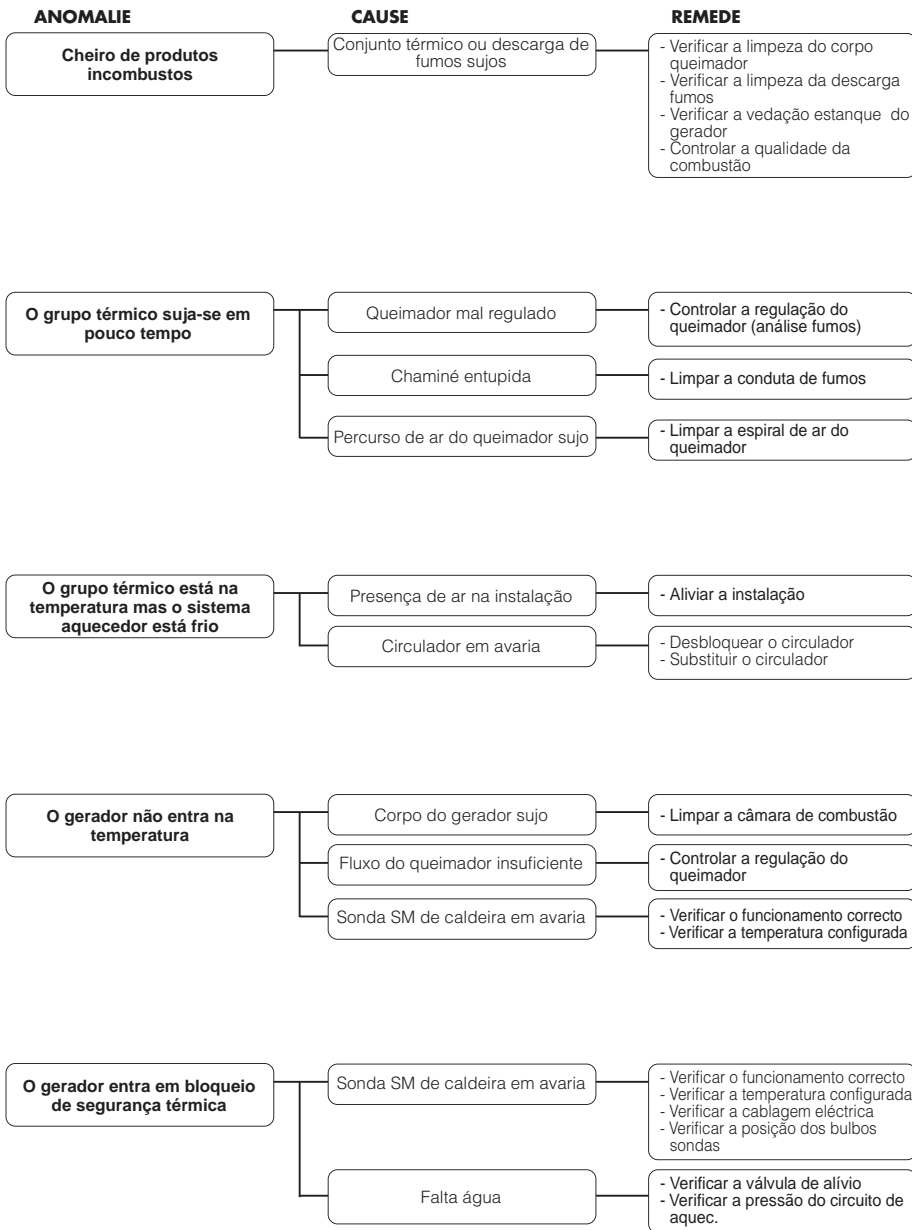 ANOMALIE
CAUSE
REMEDE
Cheiro de produtos
incombustos
Conjunto térmico ou descarga de
fumos sujos
- Verificar a limpeza do corpo
queimador
- Verificar a limpeza da descarga
fumos
- Verificar a vedação estanque do
gerador
- Controlar a qualidade da
combustão
O grupo térmico suja-se em
pouco tempo
Queimador mal regulado
- Controlar a regulação do
queimador (análise fumos)
Chaminé entupida
- Limpar a conduta de fumos
Percurso de ar do queimador sujo
- Limpar a espiral de ar do
queimador
O grupo térmico está na
temperatura mas o sistema
aquecedor está frio
Presença de ar na instalação
- Aliviar a instalação
Circulador em avaria
- Desbloquear o circulador
- Substituir o circulador
O gerador não entra na
temperatura
Corpo do gerador sujo
- Limpar a câmara de combustão
Fluxo do queimador insuficiente
- Controlar a regulação do
queimador
Sonda SM de caldeira em avaria
- Verificar o funcionamento correcto
- Verificar a temperatura configurada
O gerador entra em bloqueio
de segurança térmica
Sonda SM de caldeira em avaria
- Verificar o funcionamento correcto
- Verificar a temperatura configurada
- Verificar a cablagem eléctrica
- Verificar a posição dos bulbos
sondas
Falta água
- Verificar a válvula de alívio
- Verificar a pressão do circuito de
aquec.